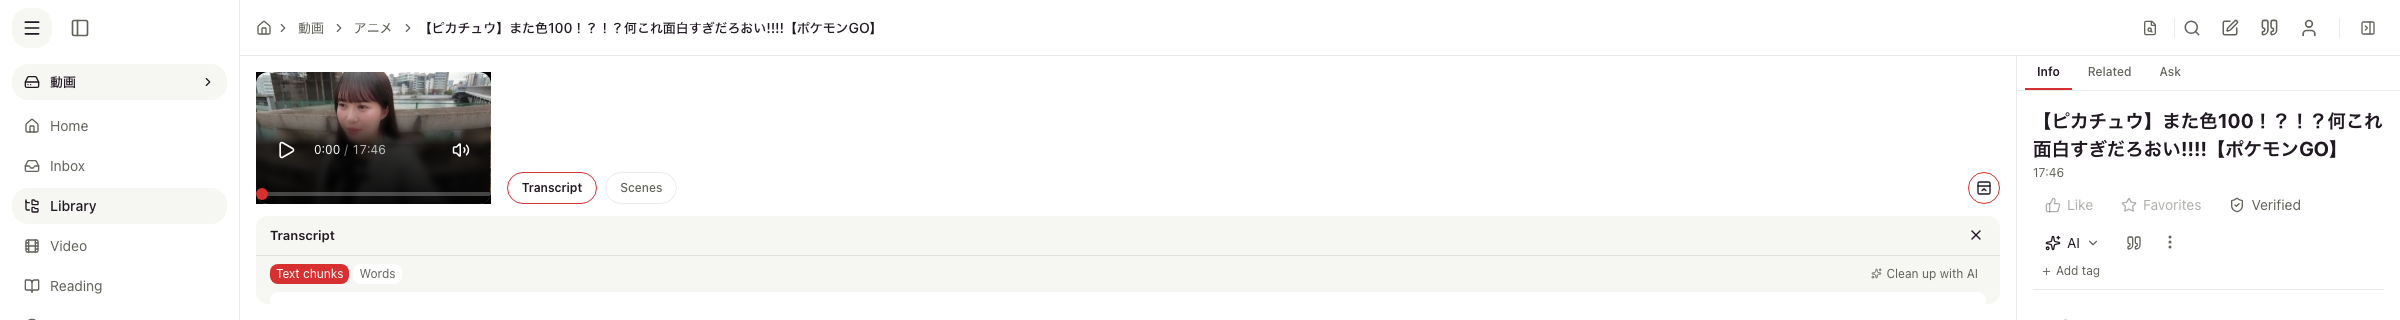 動画
Home
Inbox
Library
Video
Reading
動画 > アニメ > 【ピカチュウ】また色100！？！？何これ面白すぎだろおい!!!!【ポケモンGO】
0:00 / 17:46
Transcript
Scenes
Transcript
Text chunks
Words
Clean up with AI
Info
Related
Ask
【ピカチュウ】また色100！？！？何これ
面白すぎだろおい!!!!【ポケモンGO】
17:46
Like
Favorites
Verified
AI
+ Add tag